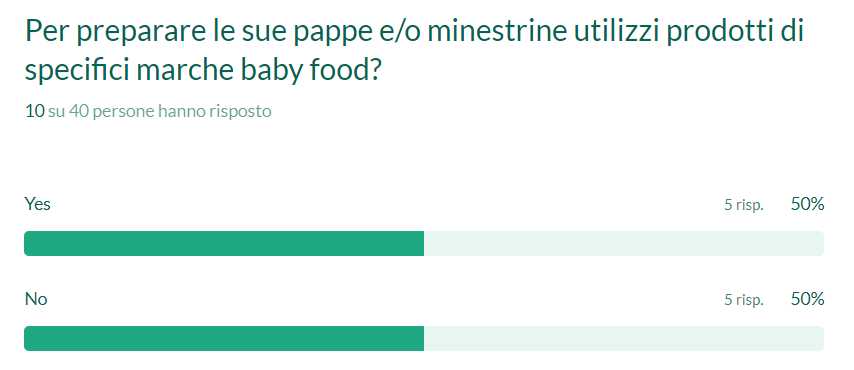 Per preparare le sue pappe e/o minestrine utilizzi prodotti di
specifici marche baby food?
10 su 40 persone hanno risposto
Yes 5 risp. 50%
No 5 risp. 50%